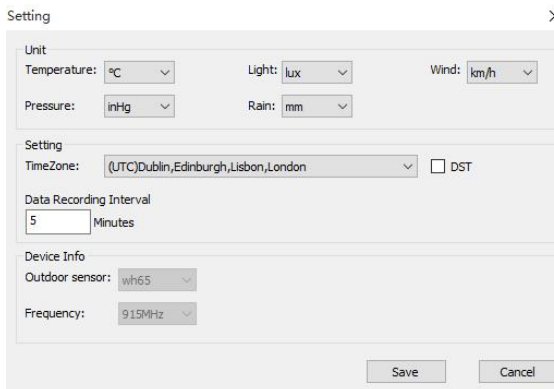 Setting
Unit
Temperature: ºC Light: lux Wind: km/h
Pressure: inHg Rain: mm
Setting
TimeZone: (UTC)Dublin,Edinburgh,Lisbon,London DST
Data Recording Interval
5 Minutes
Device Info
Outdoor sensor: wh65
Frequency: 915MHz
Save Cancel